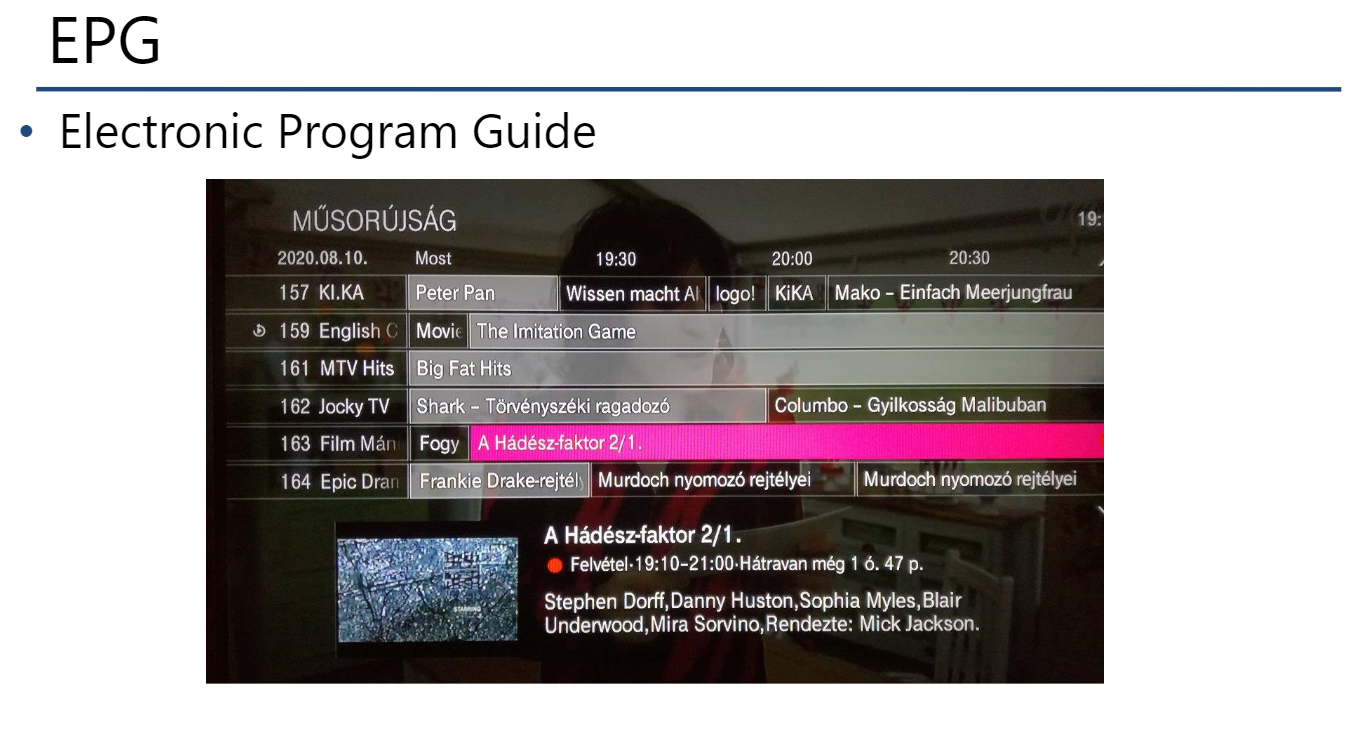 EPG
• Electronic Program Guide
MŰSORÚJSÁG 19:
2020.08.10. Most 19:30 20:00 20:30
157 KI.KA Peter Pan Wissen macht logo! KiKA Mako – Einfach Meerjungfrau
159 English Movie The Imitation Game
161 MTV Hits Big Fat Hits
162 Jocky TV Shark – Törvényszéki ragadozó Columbo – Gyilkosság Malibuban
163 Film Mán Fogy A Hádész-faktor 2/1.
164 Epic Dran Frankie Drake-rejtély Murdoch nyomozó rejtélyei Murdoch nyomozó rejtélyei
A Hádész-faktor 2/1.
Felvétel·19:10–21:00·Hátravan még 1 ó. 47 p.
Stephen Dorff,Danny Huston,Sophia Myles,Blair
Underwood,Mira Sorvino,Rendezte: Mick Jackson.
STARRING